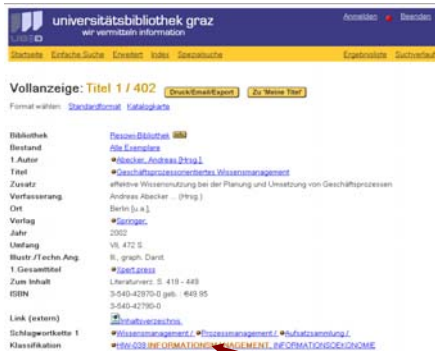 universitätsbibliothek graz
wir vermitteln information
Anmelden Beenden
Startseite Einfache Suche Erweitert Index Spezialsuche Ergebnisliste Suchverlauf
Vollanzeige: Titel 1 / 402 Druck/Email/Export Zu 'Meine Titel'
Format wählen: Standardformat Katalogkarte
Bibliothek Resowi-Bibliothek
Bestand Alle Exemplare
1.Autor Abecker, Andreas [Hrsg.]
Titel Geschäftsprozessorientiertes Wissensmanagement
Zusatz effektive Wissensnutzung bei der Planung und Umsetzung von Geschäftsprozessen
Verfasserang. Andreas Abecker ... (Hrsg.)
Ort Berlin [u.a.],
Verlag Springer,
Jahr 2002
Umfang VII, 472 S.
Illustr./Techn.Ang. Ill., graph. Darst.
1.Gesamttitel Xpert.press
Zum Inhalt Literaturverz. S. 419 - 449
ISBN 3-540-42970-0 geb. : €49.95
3-540-42790-0
Link (extern) Inhaltsverzeichnis
Schlagwortkette 1 Wissensmanagement / Prozessmanagement / Aufsatzsammlung /
Klassifikation HW-039 INFORMATIONSMANAGEMENT, INFORMATIONSOEKONOMIE